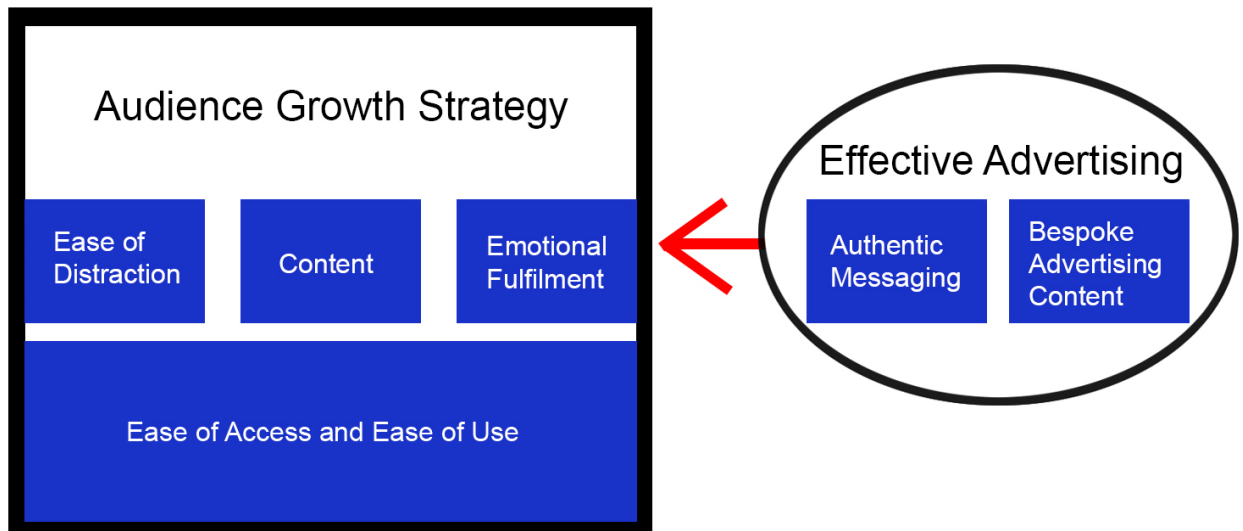 Audience Growth Strategy
Ease of
Distraction
Content
Emotional
Fulfilment
Ease of Access and Ease of Use
Effective Advertising
Authentic
Messaging
Bespoke
Advertising
Content